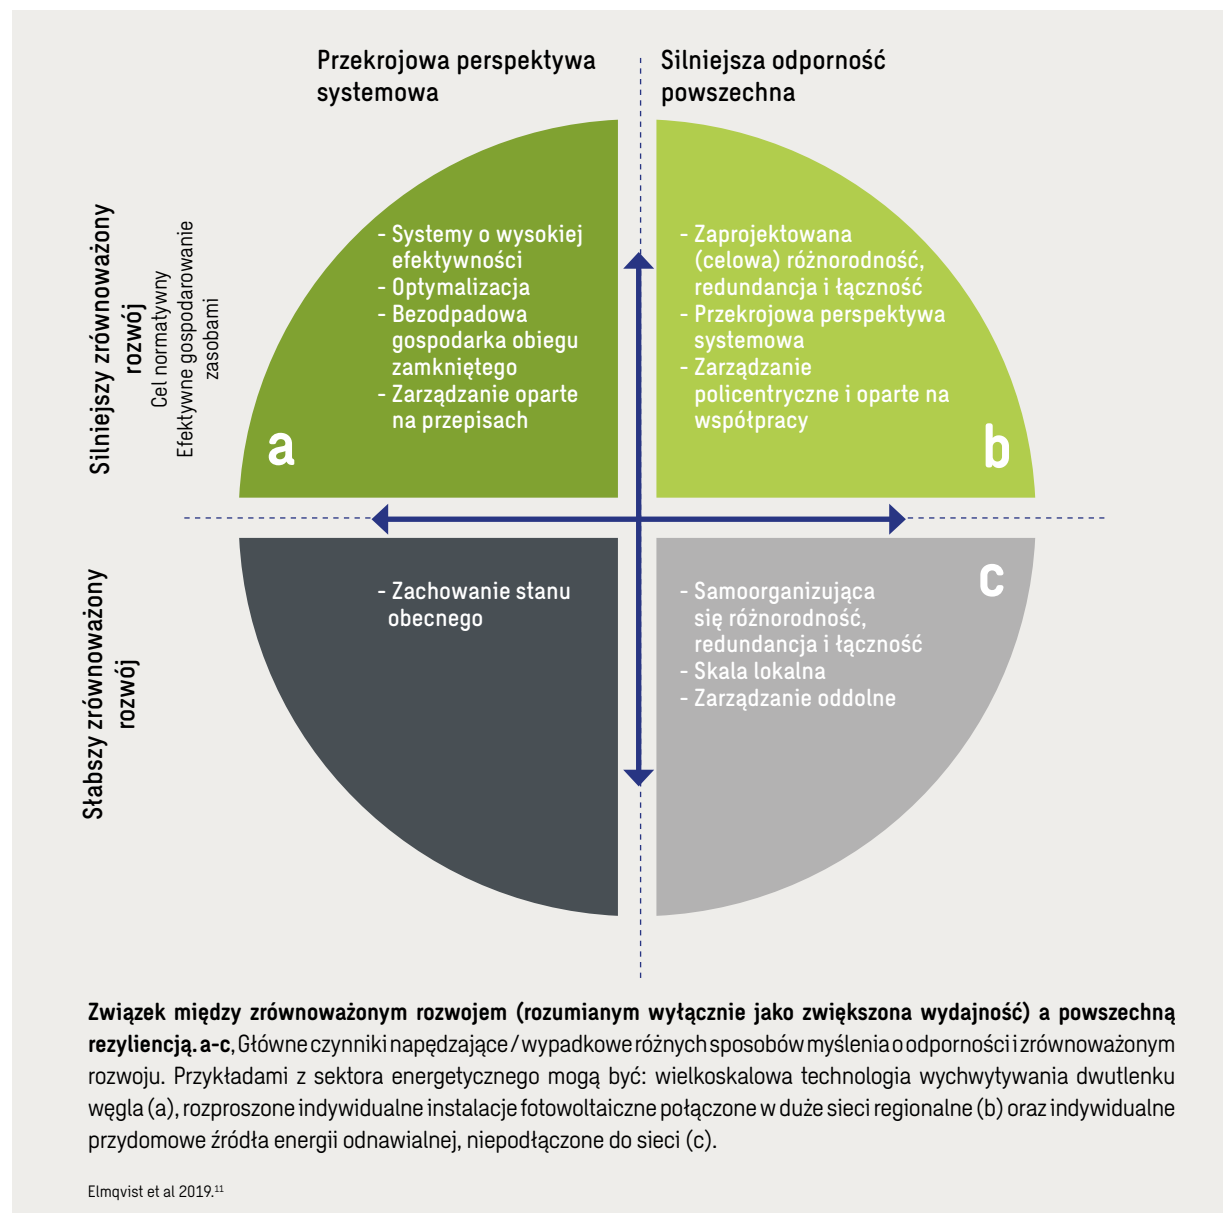 Przekrojowa perspektywa
systemowa
Silniejsza odporność
powszechna
Silniejszy zrównoważony
rozwój
Cel normatywny
Efektywne gospodarowanie
zasobami
- Systemy o wysokiej
efektywności
- Optymalizacja
- Bezodpadowa
gospodarka obiegu
zamkniętego
- Zarządzanie oparte
na przepisach
a
- Zaprojektowana
(celowa) różnorodność,
redundancja i łączność
- Przekrojowa perspektywa
systemowa
- Zarządzanie
policentryczne i oparte na
współpracy
b
Słabszy zrównoważony
rozwój
- Zachowanie stanu
obecnego
c
- Samoorganizująca
się różnorodność,
redundancja i łączność
- Skala lokalna
- Zarządzanie oddolne
Związek między zrównoważonym rozwojem (rozumianym wyłącznie jako zwiększona wydajność) a powszechną
rezyliencją. a-c, Główne czynniki napędzające / wypadkowe różnych sposobów myślenia o odporności i zrównoważonym
rozwoju. Przykładami z sektora energetycznego mogą być: wielkoskalowa technologia wychwytywania dwutlenku
węgla (a), rozproszone indywidualne instalacje fotowoltaiczne połączone w duże sieci regionalne (b) oraz indywidualne
przydomowe źródła energii odnawialnej, niepodłączone do sieci (c).
Elmqvist et al 2019.¹¹